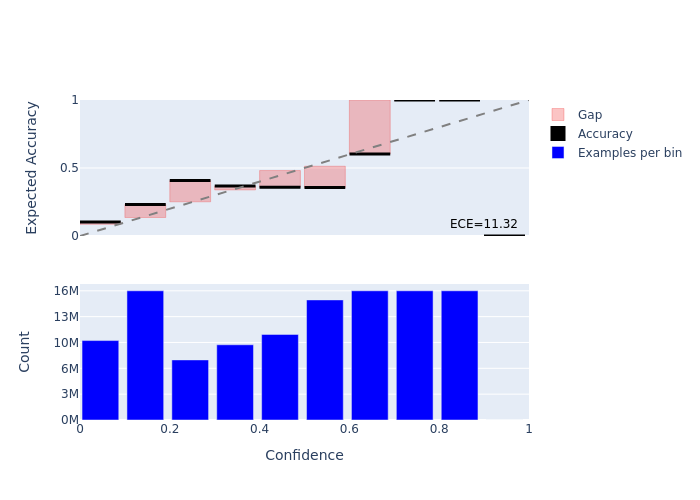 1
0.5
0
Expected Accuracy
ECE=11.32
Gap
Accuracy
Examples per bin
16M
13M
10M
6M
3M
0M
Count
0 0.2 0.4 0.6 0.8 1
Confidence